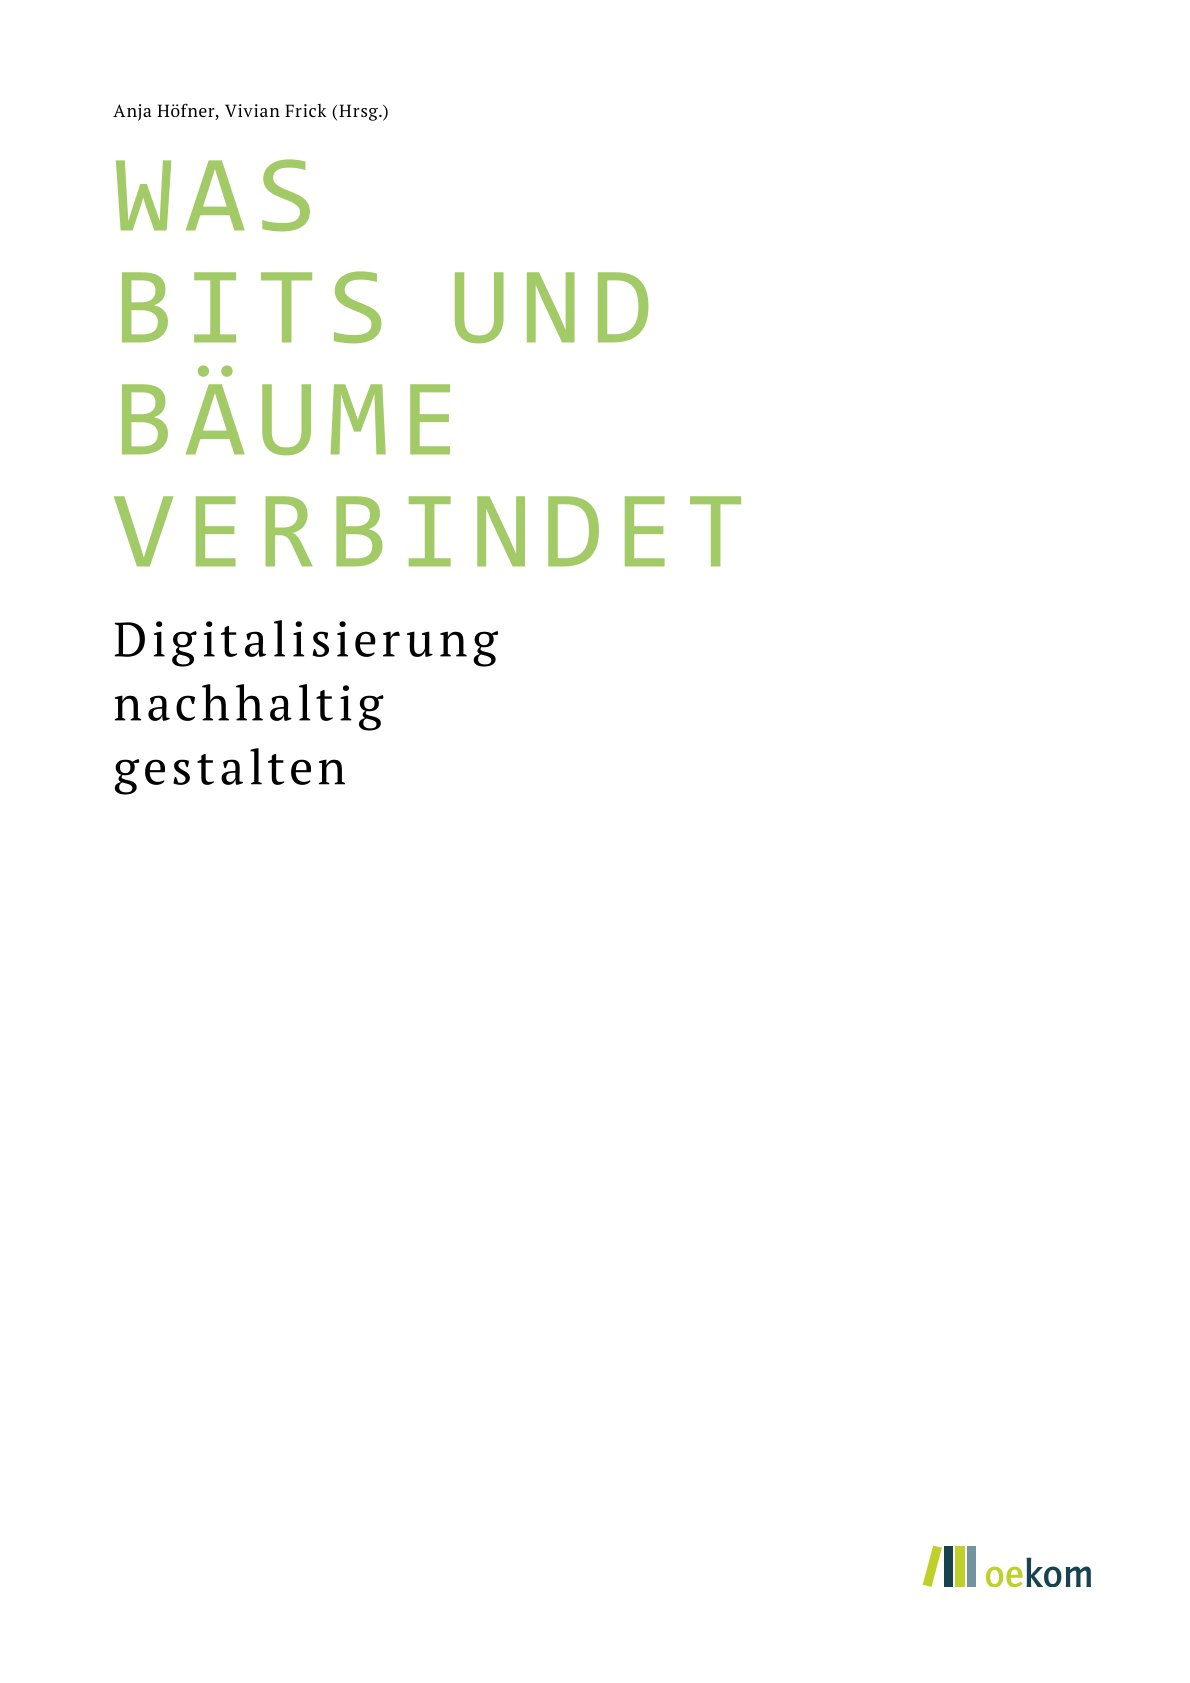 Anja Höfner, Vivian Frick (Hrsg.)
WAS
BITS UND
BÄUME
VERBINDET
Digitalisierung
nachhaltig
gestalten
oekom